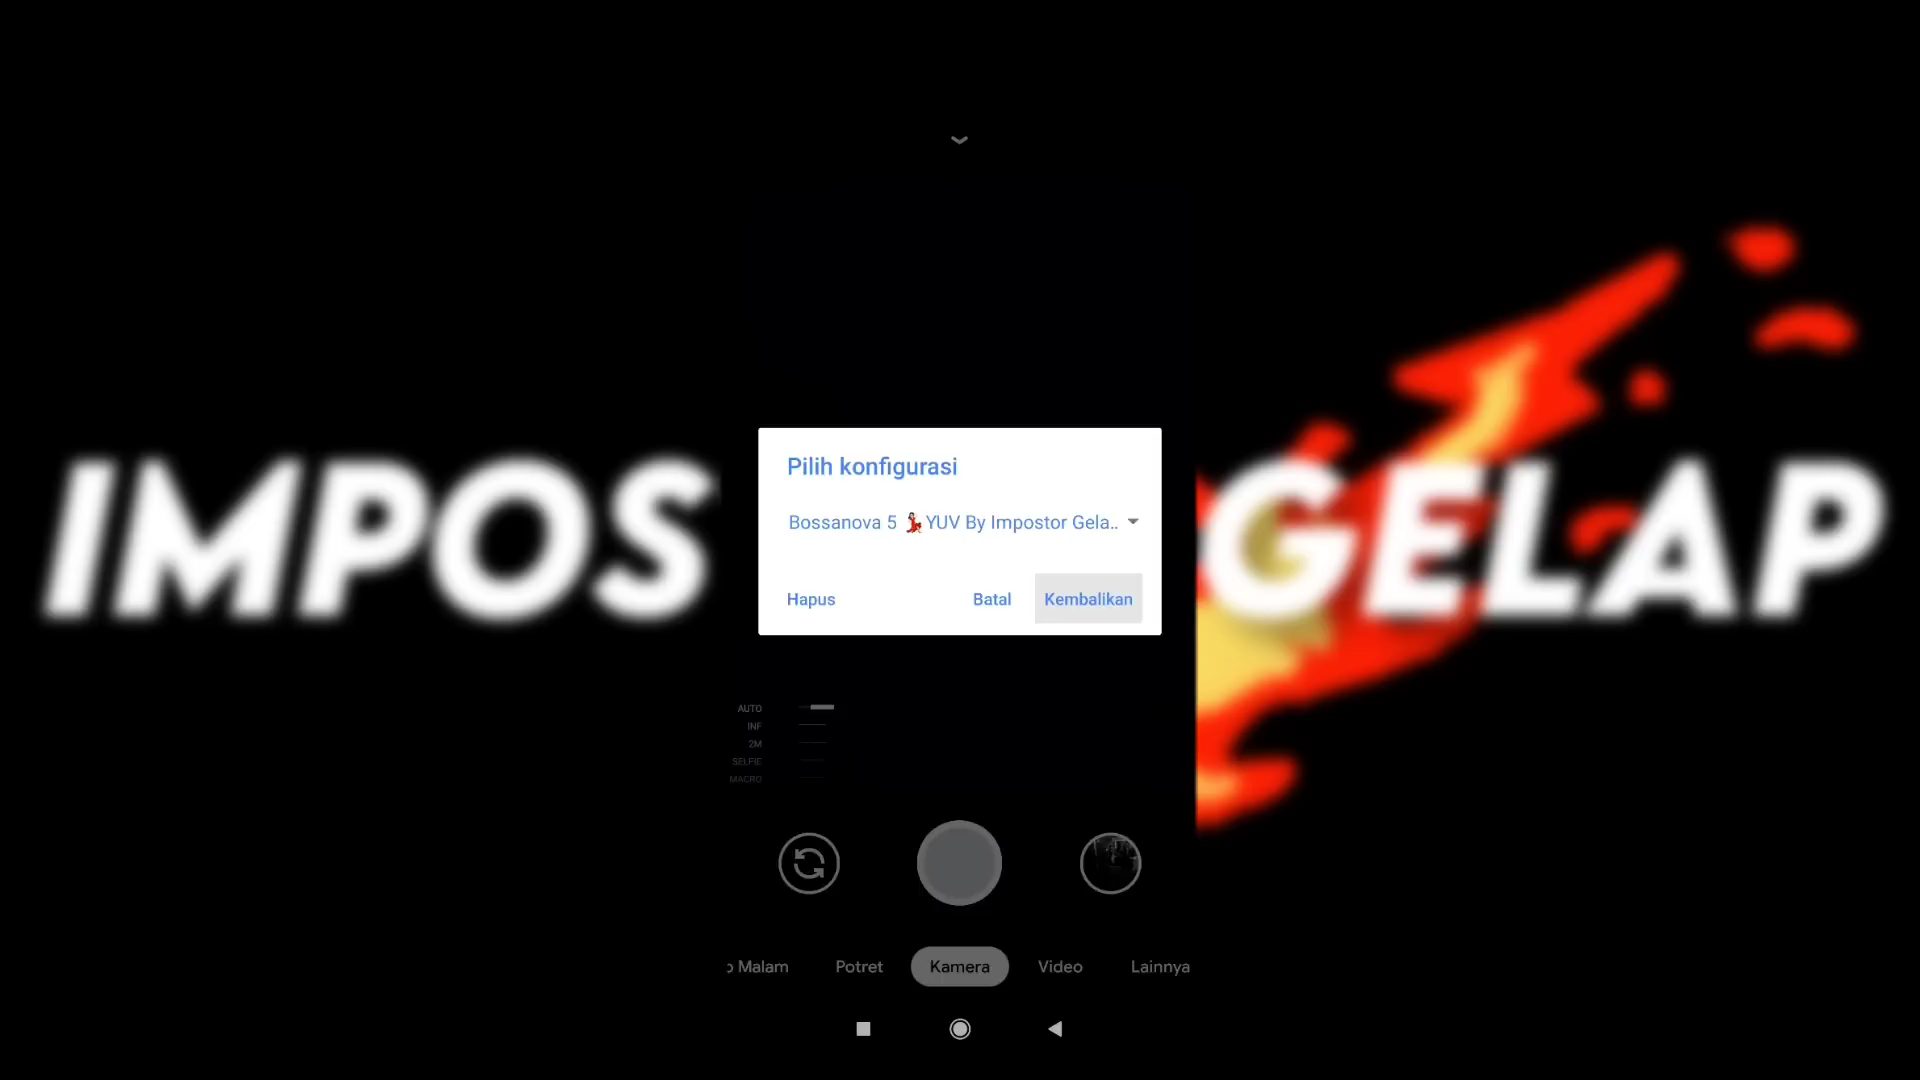 IMPOS
GELAP
Pilih konfigurasi
Bossanova 5 💃YUV By Impostor Gela..
Hapus
Batal
Kembalikan
AUTO
INF
2M
SELFIE
MACRO
o Malam
Potret
Kamera
Video
Lainnya